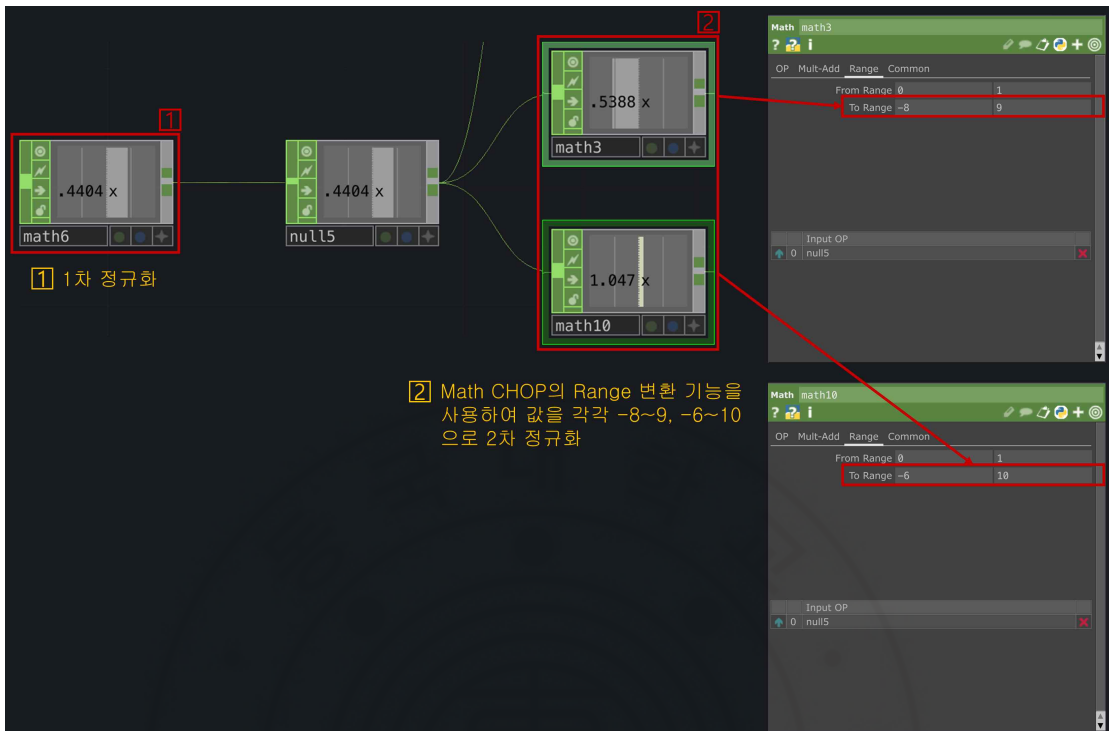 1
.4404 x
math6
1 1차 정규화
.4404 x
null5
2
.5388 x
math3
1.047 x
math10
2 Math CHOP의 Range 변환 기능을
사용하여 값을 각각 -8~9, -6~10
으로 2차 정규화
Math math3
? ? i
OP Mult-Add Range Common
From Range 0 1
To Range -8 9
Input OP
0 null5
Math math10
? ? i
OP Mult-Add Range Common
From Range 0 1
To Range -6 10
Input OP
0 null5